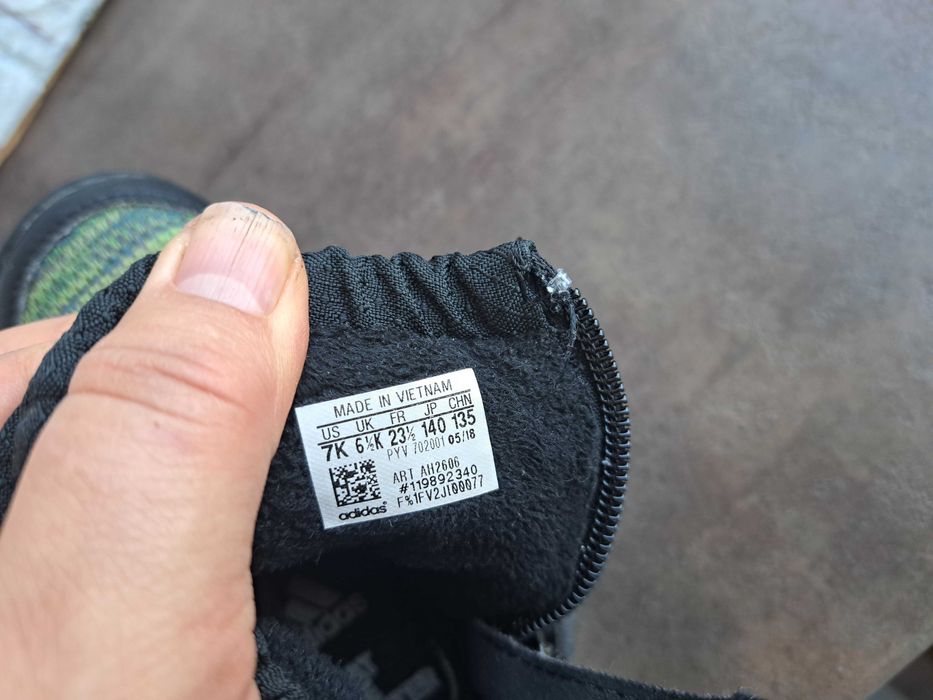 MADE IN VIETNAM
US UK FR JP CHN
7K 6½K 23½ 140 135
PYV 702001 05/18
ART AH2606
#119892340
F%1FV2JI00077
adidas®